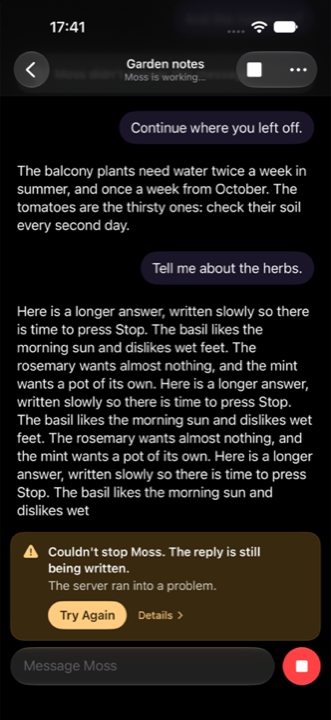 17:41
Garden notes
Moss is working...
Continue where you left off.
The balcony plants need water twice a week in
summer, and once a week from October. The
tomatoes are the thirsty ones: check their soil
every second day.
Tell me about the herbs.
Here is a longer answer, written slowly so there
is time to press Stop. The basil likes the
morning sun and dislikes wet feet. The
rosemary wants almost nothing, and the mint
wants a pot of its own. Here is a longer answer,
written slowly so there is time to press Stop.
The basil likes the morning sun and dislikes wet
feet. The rosemary wants almost nothing, and
the mint wants a pot of its own. Here is a longer
answer, written slowly so there is time to press
Stop. The basil likes the morning sun and
dislikes wet
Couldn't stop Moss. The reply is still
being written.
The server ran into a problem.
Try Again
Details >
Message Moss